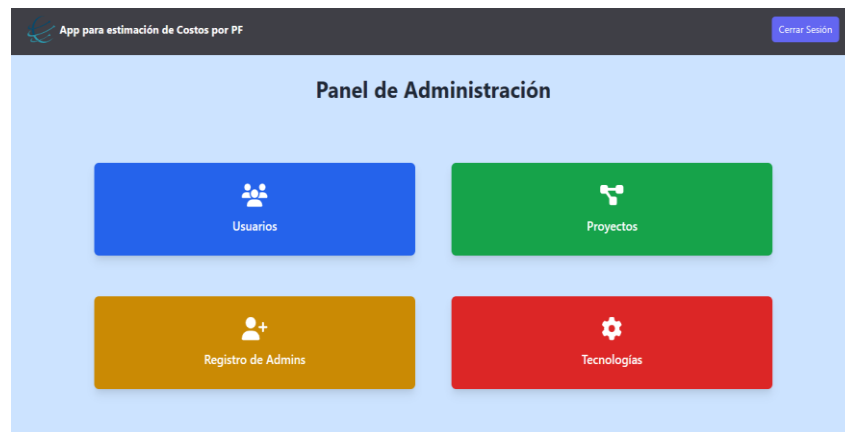 App para estimación de Costos por PF
Cerrar Sesión
Panel de Administración
Usuarios
Proyectos
Registro de Admins
Tecnologías